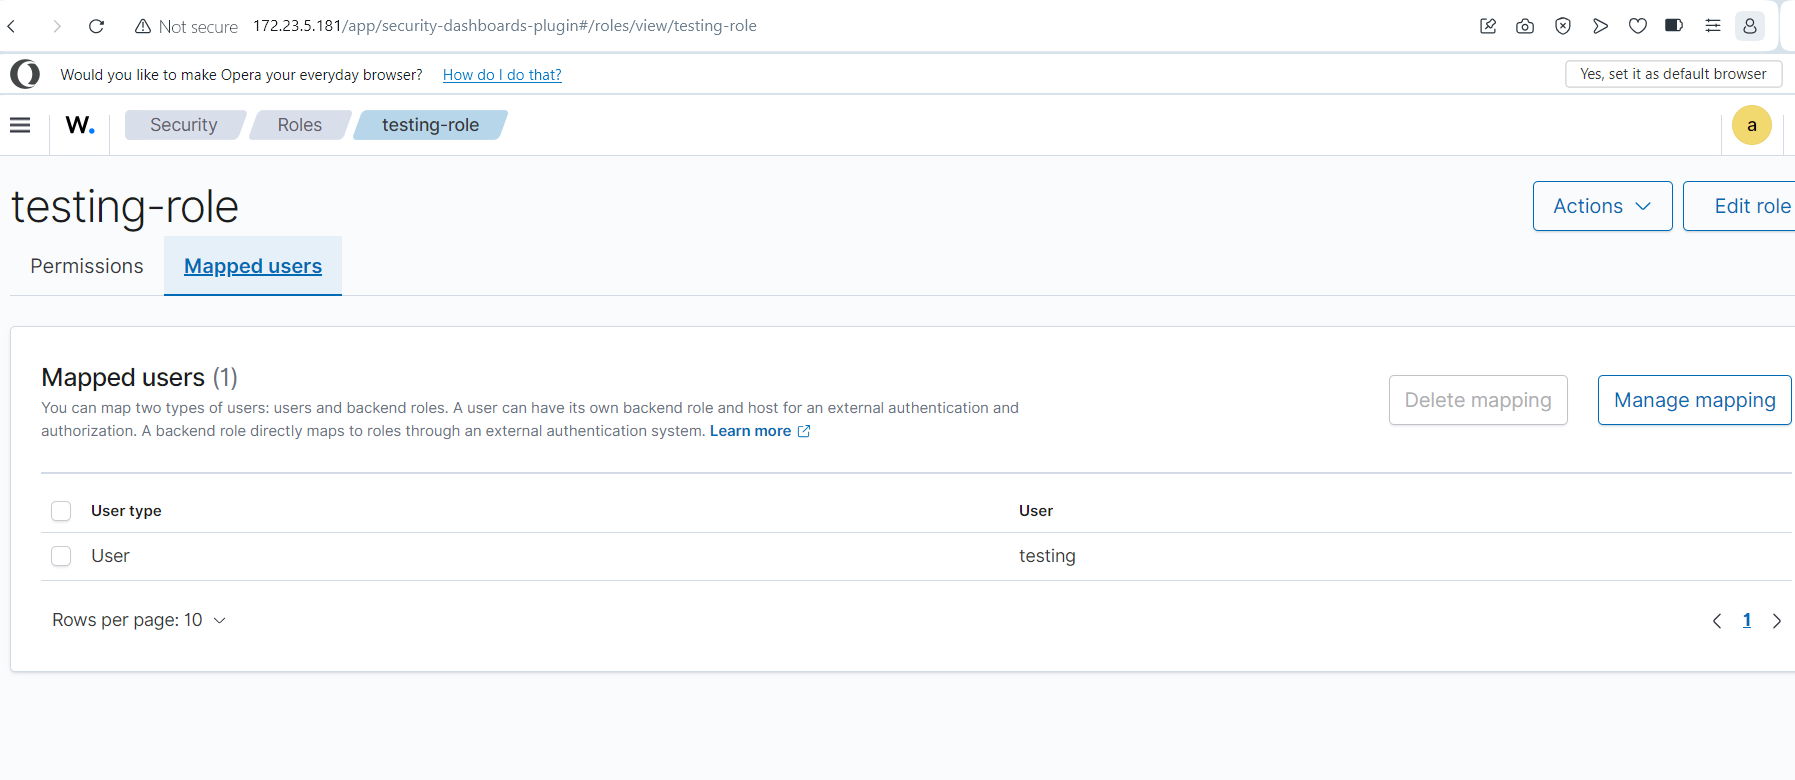 Not secure 172.23.5.181/app/security-dashboards-plugin#/roles/view/testing-role
Would you like to make Opera your everyday browser? How do I do that? Yes, set it as default browser
W. Security Roles testing-role a
testing-role
Actions Edit role
Permissions Mapped users
Mapped users (1)
You can map two types of users: users and backend roles. A user can have its own backend role and host for an external authentication and
authorization. A backend role directly maps to roles through an external authentication system. Learn more
Delete mapping Manage mapping
User type User
User testing
Rows per page: 10 1